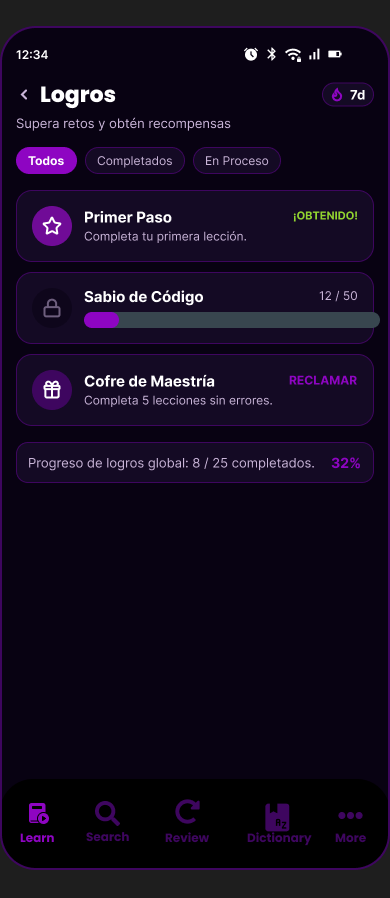 12:34
Logros
7d
Supera retos y obtén recompensas
Todos
Completados
En Proceso
Primer Paso
¡OBTENIDO!
Completa tu primera lección.
Sabio de Código
12 / 50
Cofre de Maestría
RECLAMAR
Completa 5 lecciones sin errores.
Progreso de logros global: 8 / 25 completados.
32%
Learn
Search
Review
Dictionary
More